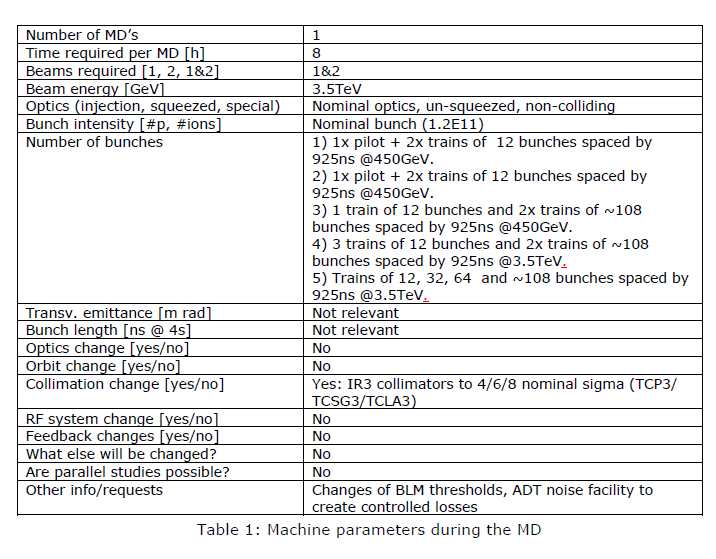 Number of MD's 1
Time required per MD [h] 8
Beams required [1, 2, 1&2] 1&2
Beam energy [GeV] 3.5TeV
Optics (injection, squeezed, special) Nominal optics, un-squeezed, non-colliding
Bunch intensity [#p, #ions] Nominal bunch (1.2E11)
Number of bunches 1) 1x pilot + 2x trains of 12 bunches spaced by
925ns @450GeV.
2) 1x pilot + 2x trains of 12 bunches spaced by
925ns @450GeV.
3) 1 train of 12 bunches and 2x trains of ~108
bunches spaced by 925ns @450GeV.
4) 3 trains of 12 bunches and 2x trains of ~108
bunches spaced by 925ns @3.5TeV.
5) Trains of 12, 32, 64 and ~108 bunches spaced by
925ns @3.5TeV.
Transv. emittance [m rad] Not relevant
Bunch length [ns @ 4s] Not relevant
Optics change [yes/no] No
Orbit change [yes/no] No
Collimation change [yes/no] Yes: IR3 collimators to 4/6/8 nominal sigma (TCP3/
TCSG3/TCLA3)
RF system change [yes/no] No
Feedback changes [yes/no] No
What else will be changed? No
Are parallel studies possible? No
Other info/requests Changes of BLM thresholds, ADT noise facility to
create controlled losses
Table 1: Machine parameters during the MD